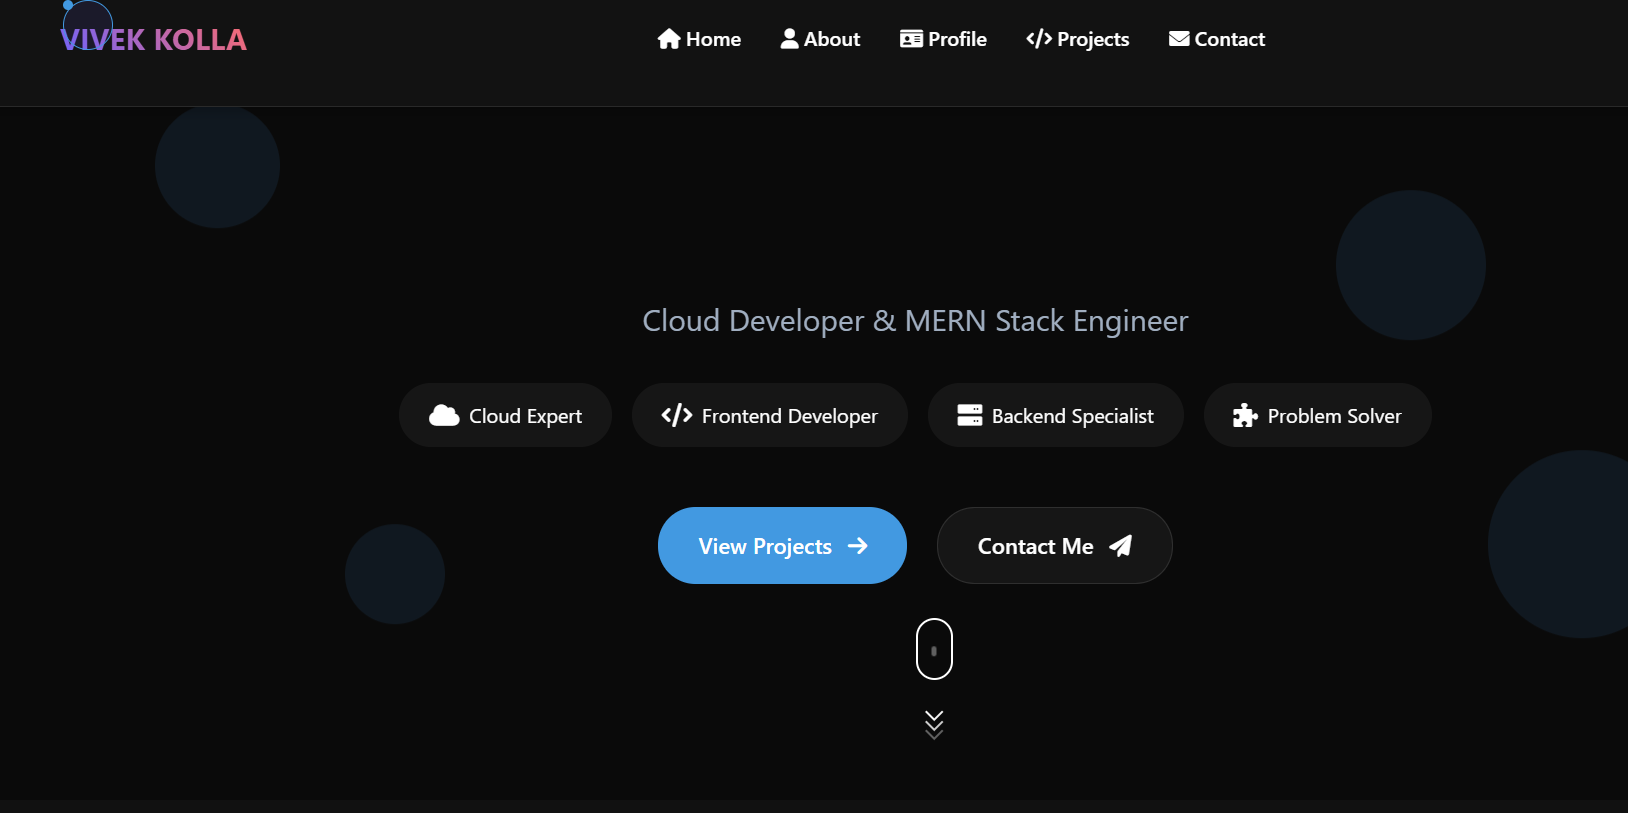 VIVEK KOLLA
Home About Profile Projects Contact
Cloud Developer & MERN Stack Engineer
Cloud Expert Frontend Developer Backend Specialist Problem Solver
View Projects Contact Me